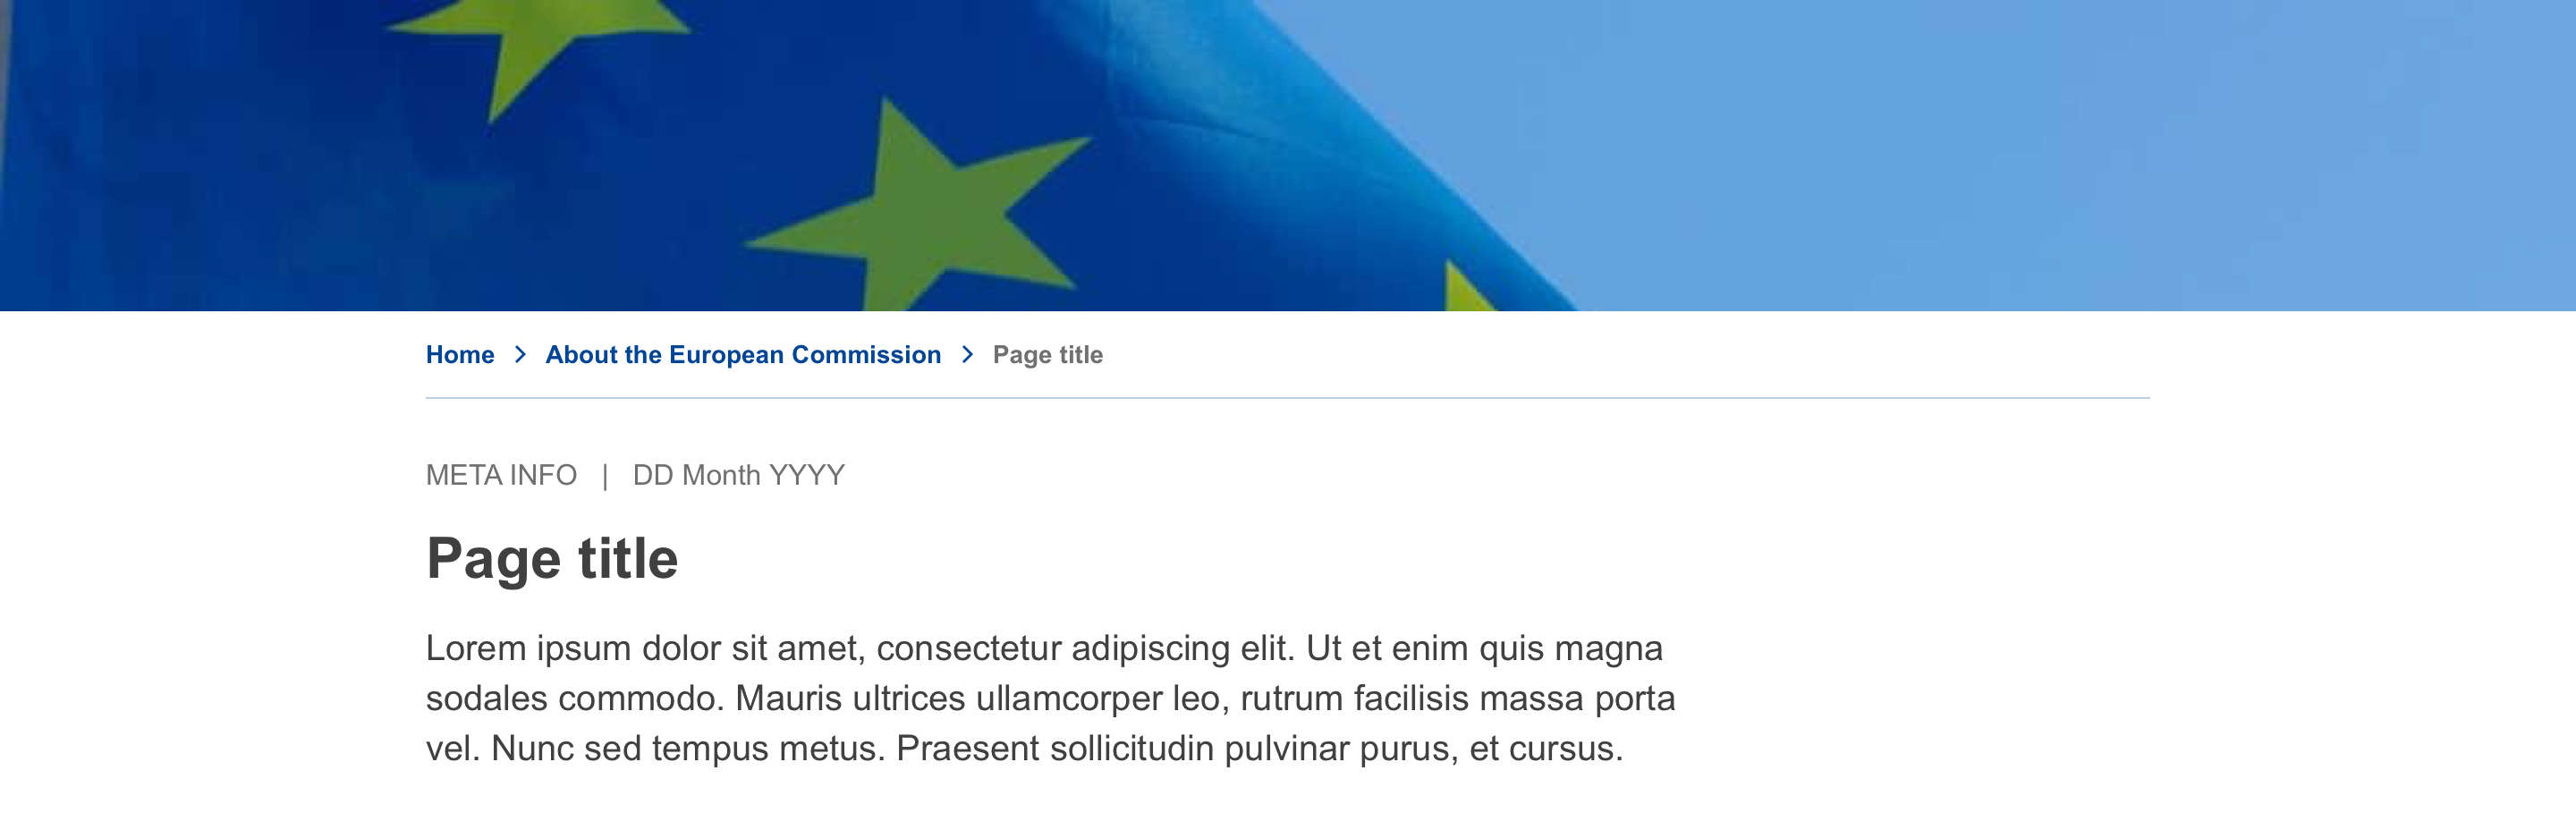 Home > About the European Commission > Page title
META INFO | DD Month YYYY
Page title
Lorem ipsum dolor sit amet, consectetur adipiscing elit. Ut et enim quis magna
sodales commodo. Mauris ultrices ullamcorper leo, rutrum facilisis massa porta
vel. Nunc sed tempus metus. Praesent sollicitudin pulvinar purus, et cursus.